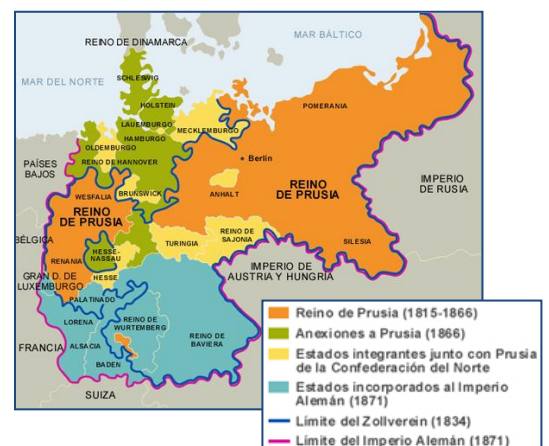 REINO DE DINAMARCA
MAR BÁLTICO
MAR DEL NORTE
SCHLESWIG
HOLSTEIN
POMERANIA
LAUEMBURGO
HAMBURGO
MECKLEMBURGO
OLDEMBURGO
REINO DE HANNOVER
Berlín
PAÍSES
BAJOS
IMPERIO
DE RUSIA
WESFALIA
BRUNSWICK
ANHALT
REINO
DE PRUSIA
REINO
DE PRUSIA
BÉLGICA
HESSE-
NASSAU
TURINGIA
REINO DE
SAJONIA
SILESIA
RENANIA
HESSE
GRAN D. DE
LUXEMBURGO
IMPERIO DE
AUSTRIA Y HUNGRÍA
PALATINADO
LORENA
REINO DE
WURTEMBERG
REINO DE
BAVIERA
FRANCIA
ALSACIA
BADEN
SUIZA
Reino de Prusia (1815-1866)
Anexiones a Prusia (1866)
Estados integrantes junto con Prusia
de la Confederación del Norte
Estados incorporados al Imperio
Alemán (1871)
Límite del Zollverein (1834)
Límite del Imperio Alemán (1871)